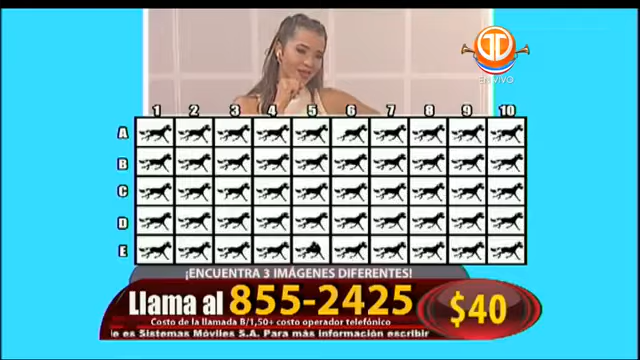 EN VIVO
1 2 3 4 5 6 7 8 9 10
A
B
C
D
E
¡ENCUENTRA 3 IMÁGENES DIFERENTES!
Llama al 855-2425
$40
Costo de la llamada B/1,50+ costo operador telefónico
le es Sistemas Móviles S.A. Para más información escribir